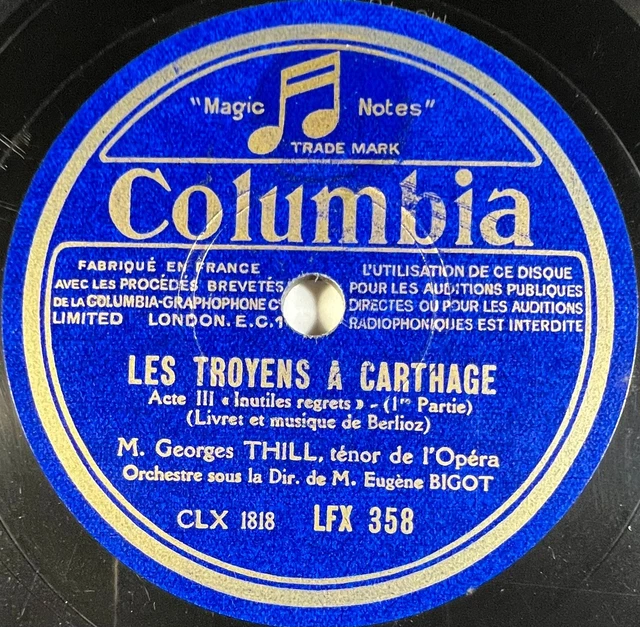 "Magic Notes"
TRADE MARK
Columbia
FABRIQUÉ EN FRANCE
AVEC LES PROCÉDÉS BREVETÉS
DE LA COLUMBIA-GRAPHOPHONE Cº
LIMITED LONDON. E.C.1
L'UTILISATION DE CE DISQUE
POUR LES AUDITIONS PUBLIQUES
DIRECTES OU POUR LES AUDITIONS
RADIOPHONIQUES EST INTERDITE
LES TROYENS A CARTHAGE
Acte III « Inutiles regrets » - (1re Partie)
(Livret et musique de Berlioz)
M. Georges THILL, ténor de l'Opéra
Orchestre sous la Dir. de M. Eugène BIGOT
CLX 1818 LFX 358